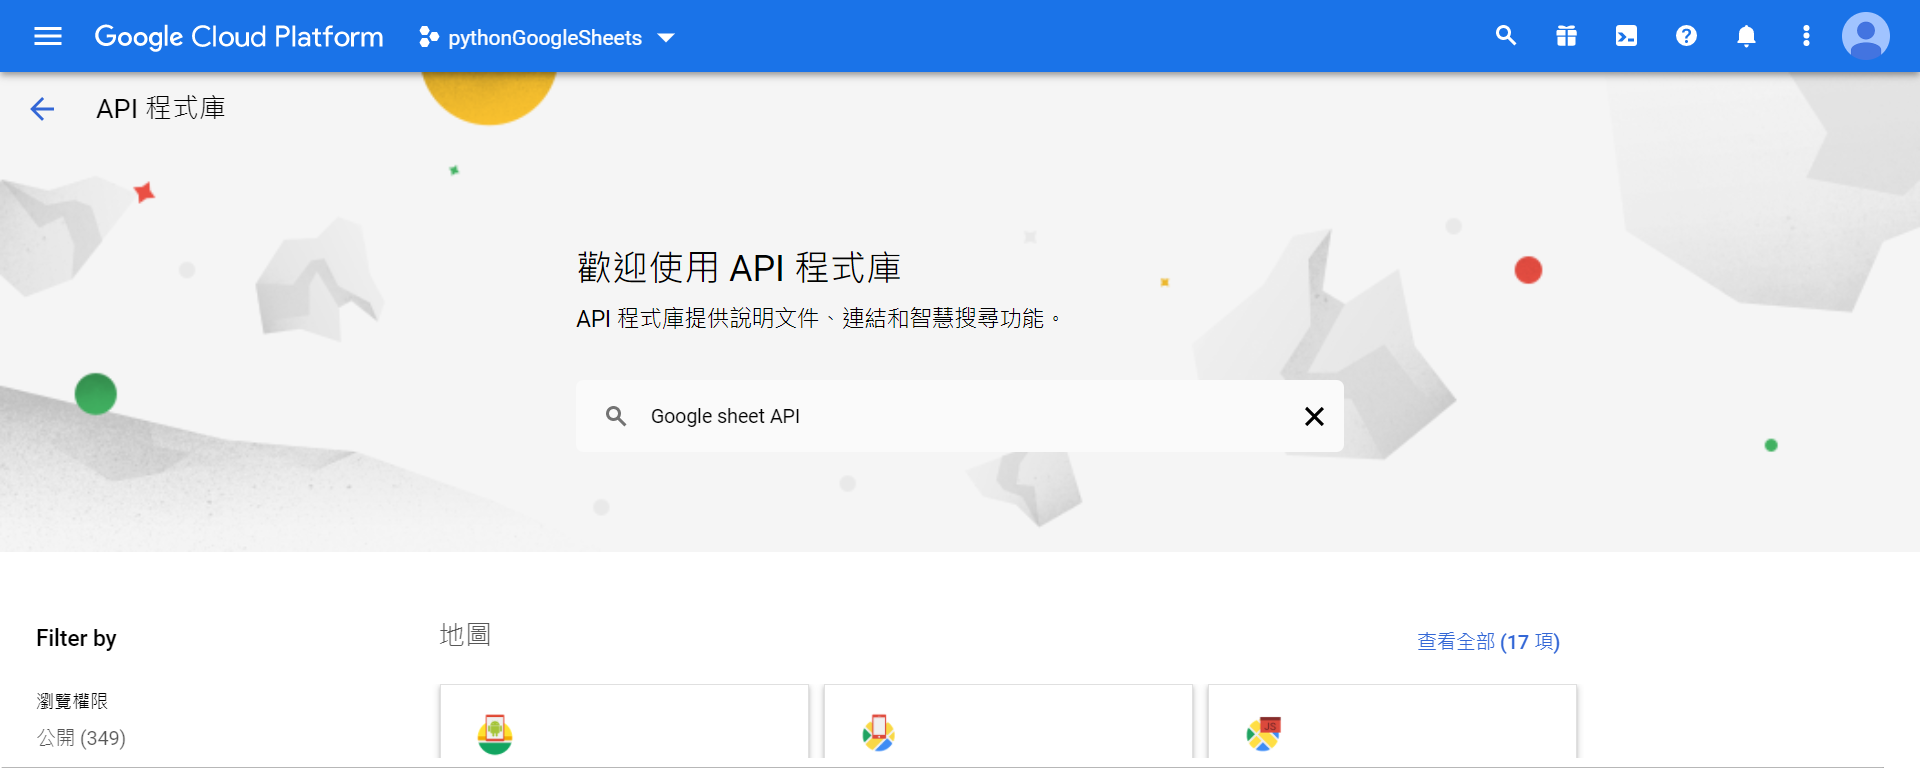 Google Cloud Platform
pythonGoogleSheets
API 程式庫
歡迎使用 API 程式庫
API 程式庫提供說明文件、連結和智慧搜尋功能。
Google sheet API
Filter by
地圖
查看全部 (17 項)
瀏覽權限
公開 (349)
JS